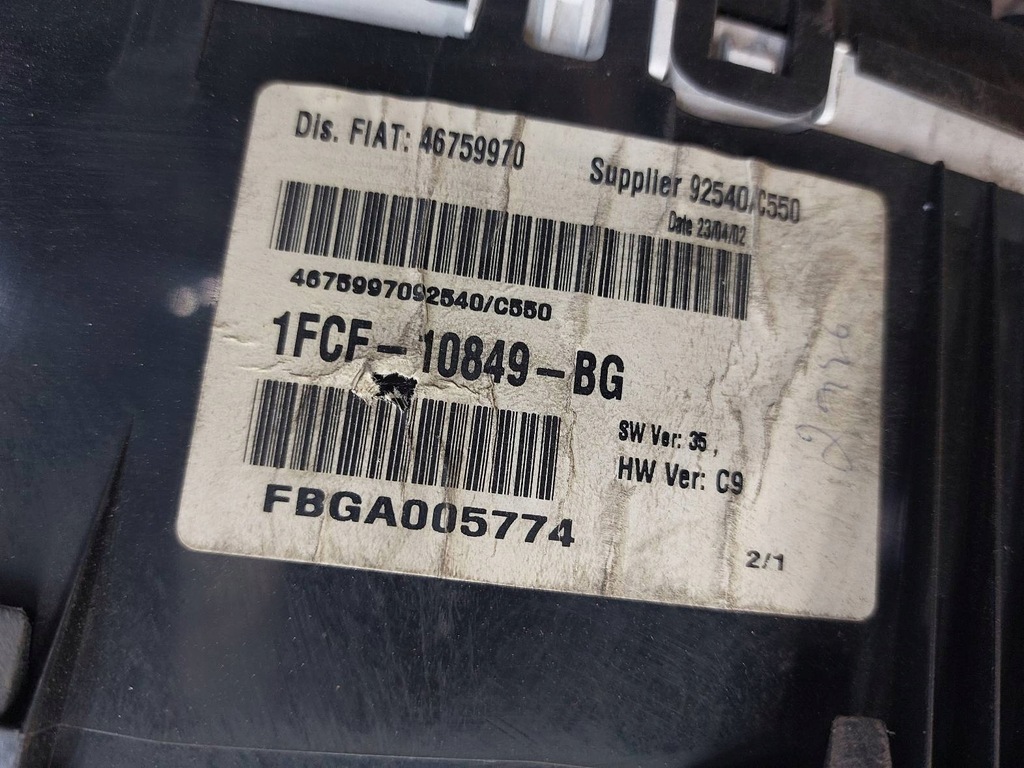 Dis. FIAT: 46759970
Supplier 92540/C550
Date 23/04/02
4675997092540/C550
1FCF-10849-BG
SW Ver: 35 ,
HW Ver: C9
FBGA005774
2/1